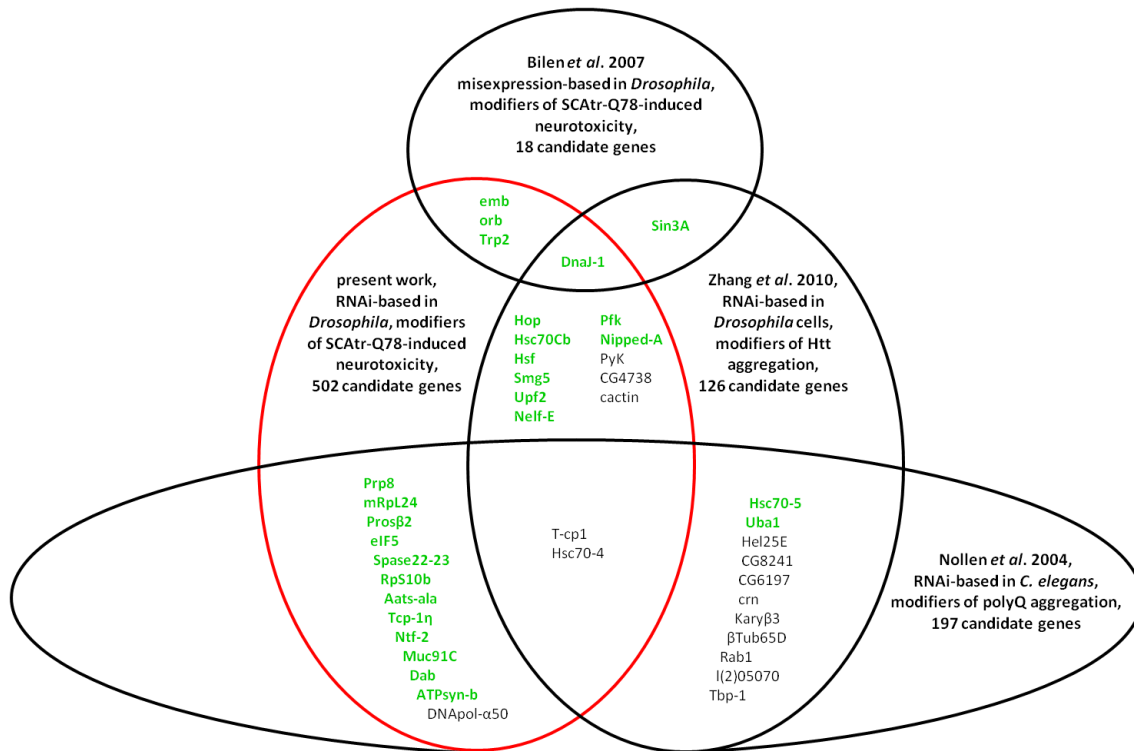 Bilen et al. 2007
misexpression-based in Drosophila,
modifiers of SCAtr-Q78-induced
neurotoxicity,
18 candidate genes
emb
orb
Trp2
Sin3A
DnaJ-1
present work,
RNAi-based in
Drosophila, modifiers
of SCAtr-Q78-induced
neurotoxicity,
502 candidate genes
Hop
Hsc70Cb
Hsf
Smg5
Upf2
Nelf-E
Pfk
Nipped-A
PyK
CG4738
cactin
Zhang et al. 2010,
RNAi-based in
Drosophila cells,
modifiers of Htt
aggregation,
126 candidate genes
Prp8
mRpL24
Prosβ2
eIF5
Spase22-23
RpS10b
Aats-ala
Tcp-1η
Ntf-2
Muc91C
Dab
ATPsyn-b
DNApol-α50
T-cp1
Hsc70-4
Hsc70-5
Uba1
Hel25E
CG8241
CG6197
crn
Karyβ3
βTub65D
Rab1
l(2)05070
Tbp-1
Nollen et al. 2004,
RNAi-based in C. elegans,
modifiers of polyQ aggregation,
197 candidate genes